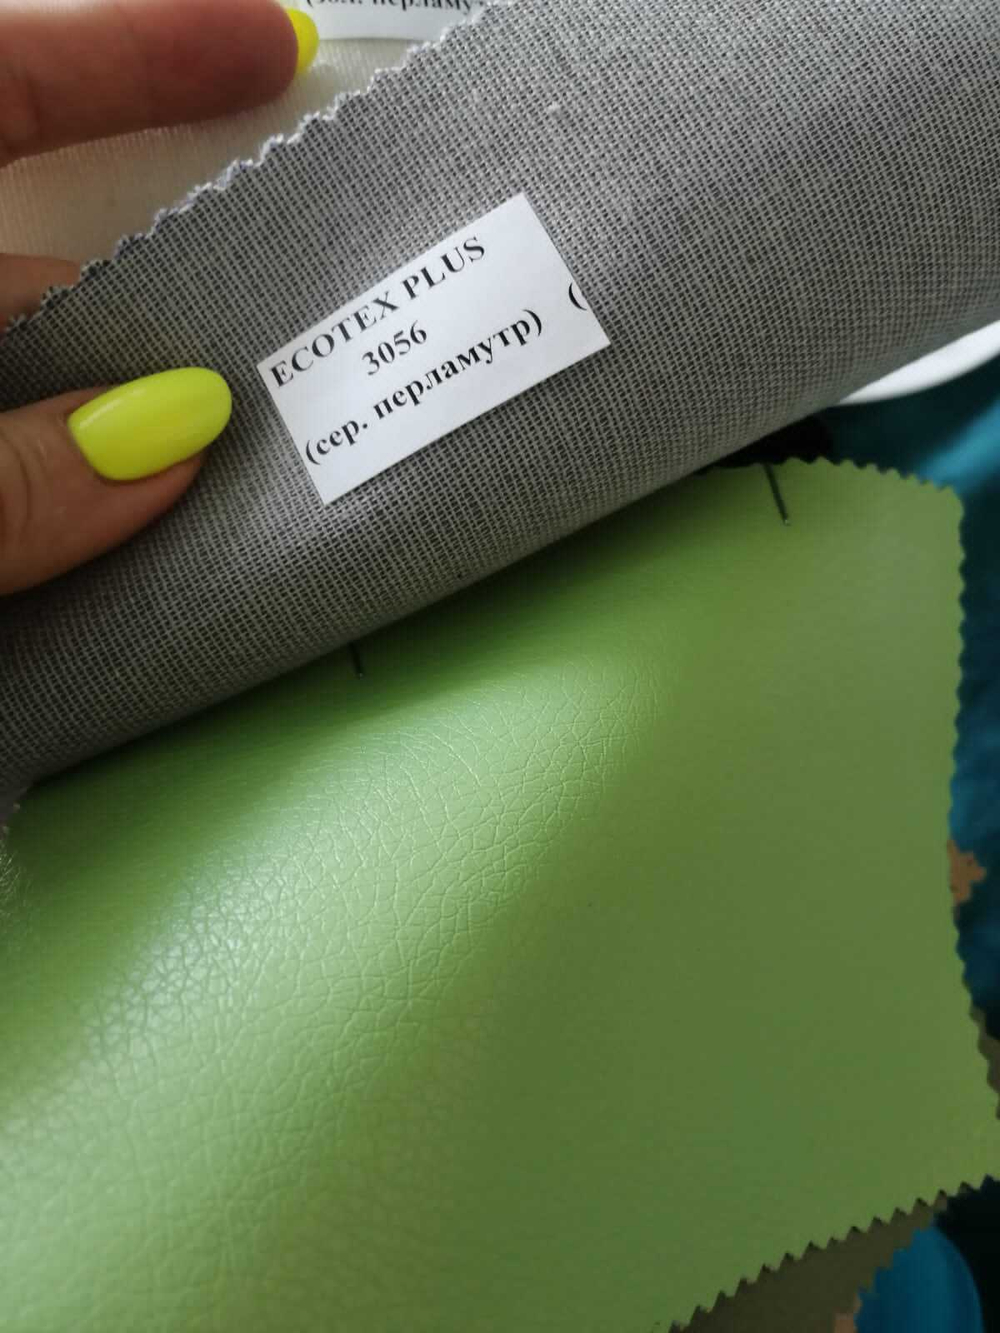 ECOTEX PLUS
3056
(сер. перламутр) (